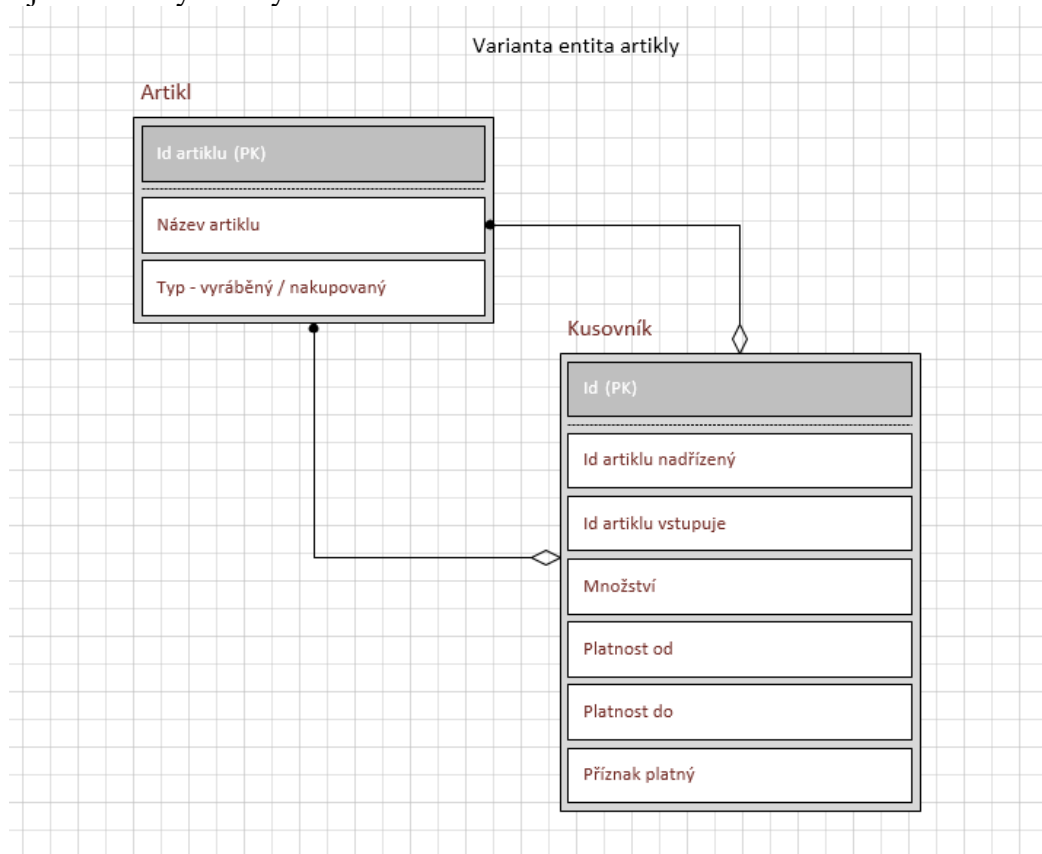 Varianta entita artikly
Artikl
Id artiklu (PK)
Název artiklu
Typ - vyráběný / nakupovaný
Kusovník
Id (PK)
Id artiklu nadřízený
Id artiklu vstupuje
Množství
Platnost od
Platnost do
Příznak platný